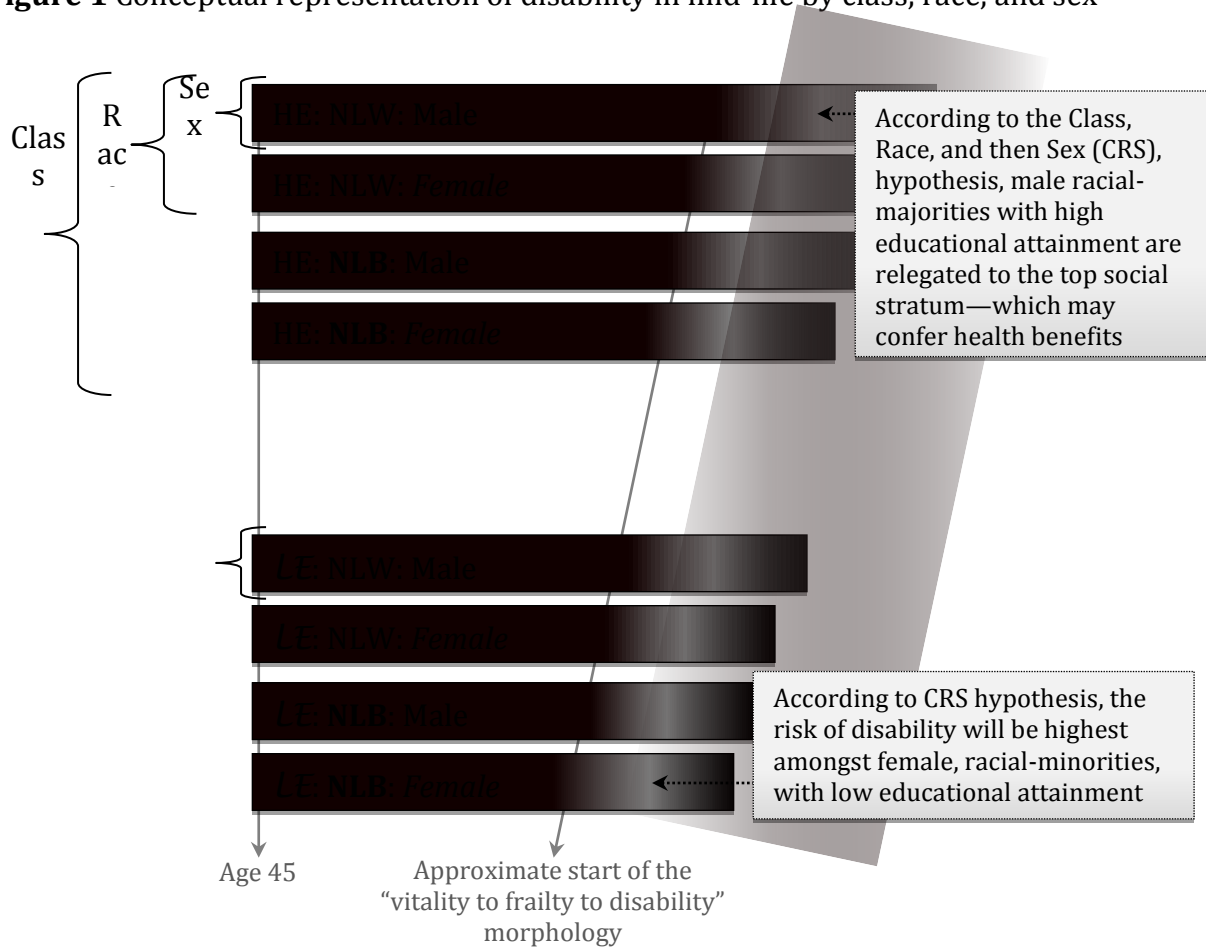 Figure 1 Conceptual representation of disability in mid-life by class, race, and sex
Clas
s
R
ac
Se
x
HE: NLW: Male
HE: NLW: Female
HE: NLB: Male
HE: NLB: Female
According to the Class,
Race, and then Sex (CRS),
hypothesis, male racial-
majorities with high
educational attainment are
relegated to the top social
stratum—which may
confer health benefits
LE: NLW: Male
LE: NLW: Female
LE: NLB: Male
LE: NLB: Female
According to CRS hypothesis, the
risk of disability will be highest
amongst female, racial-minorities,
with low educational attainment
Age 45
Approximate start of the
“vitality to frailty to disability”
morphology